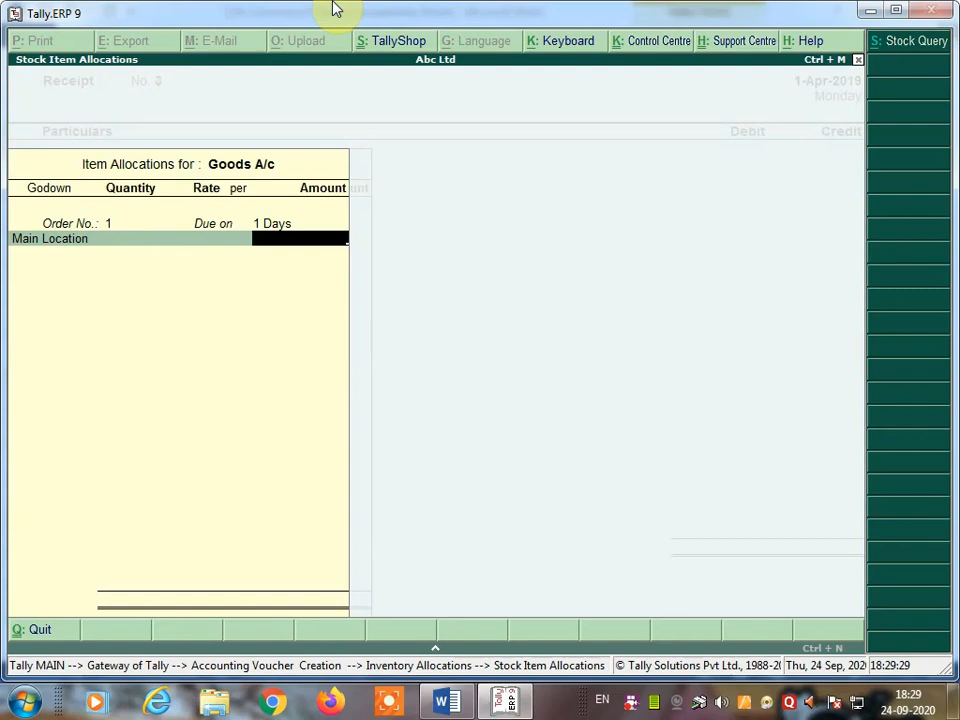 Tally.ERP 9
P: Print E: Export M: E-Mail O: Upload S: TallyShop G: Language K: Keyboard K: Control Centre H: Support Centre H: Help S: Stock Query
Stock Item Allocations Abc Ltd Ctrl + M
Receipt No. 3 1-Apr-2019
Monday
Particulars Debit Credit
Item Allocations for : Goods A/c
Godown Quantity Rate per Amount
Order No.: 1 Due on 1 Days
Main Location
Q: Quit
Ctrl + N
Tally MAIN --> Gateway of Tally --> Accounting Voucher Creation --> Inventory Allocations --> Stock Item Allocations © Tally Solutions Pvt Ltd., 1988- Thu, 24 Sep, 18:29:29
EN 18:29
24-09-2020